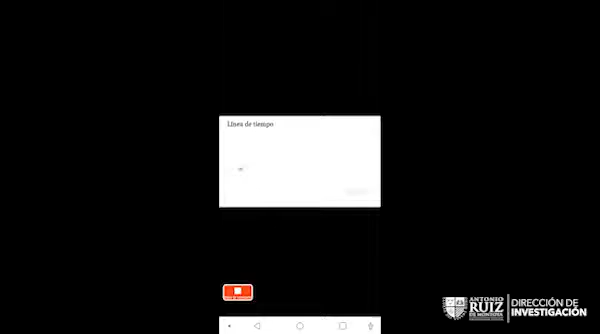 Línea de tiempo
ANTONIO
RUIZ
DE MONTOYA
DIRECCIÓN DE
INVESTIGACIÓN